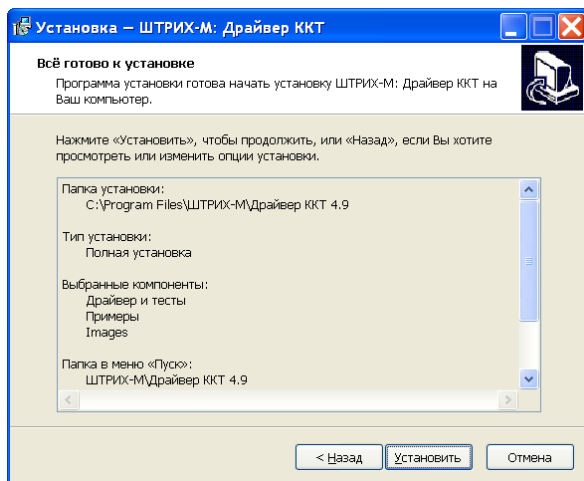 Установка — ШТРИХ-М: Драйвер ККТ
Всё готово к установке
Программа установки готова начать установку ШТРИХ-М: Драйвер ККТ на
Ваш компьютер.
Нажмите «Установить», чтобы продолжить, или «Назад», если Вы хотите
просмотреть или изменить опции установки.
Папка установки:
C:\Program Files\ШТРИХ-М\Драйвер ККТ 4.9
Тип установки:
Полная установка
Выбранные компоненты:
Драйвер и тесты
Примеры
Images
Папка в меню «Пуск»:
ШТРИХ-М\Драйвер ККТ 4.9
< Назад
Установить
Отмена